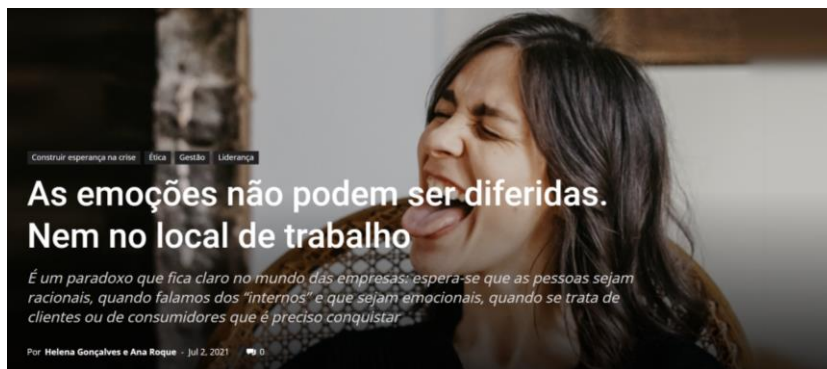 Construir esperança na crise Ética Gestão Liderança
As emoções não podem ser diferidas.
Nem no local de trabalho
É um paradoxo que fica claro no mundo das empresas: espera-se que as pessoas sejam
racionais, quando falamos dos “internos” e que sejam emocionais, quando se trata de
clientes ou de consumidores que é preciso conquistar
Por Helena Gonçalves e Ana Roque - Jul 2, 2021 0